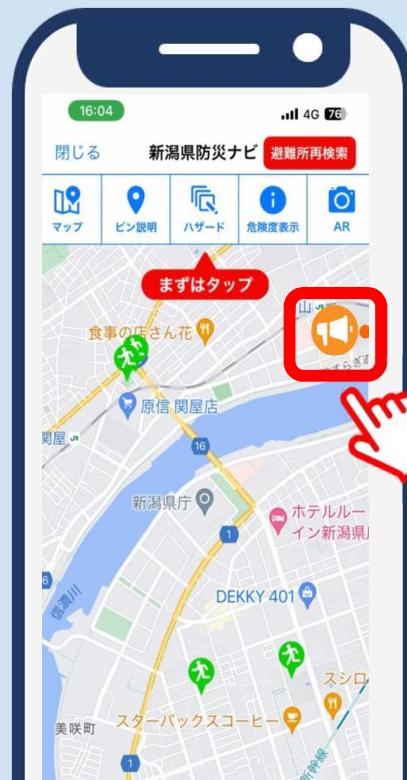 16:04
4G 76
閉じる 新潟県防災ナビ 避難所再検索
マップ ピン説明 ハザード 危険度表示 AR
まずはタップ
山
食事の店さん花
原信 関屋店
関屋
16
新潟県庁
ホテルルー
イン新潟県
1
DEKKY 401
信濃川
スシロ
スターバックスコーヒー
美咲町
新幹線
1